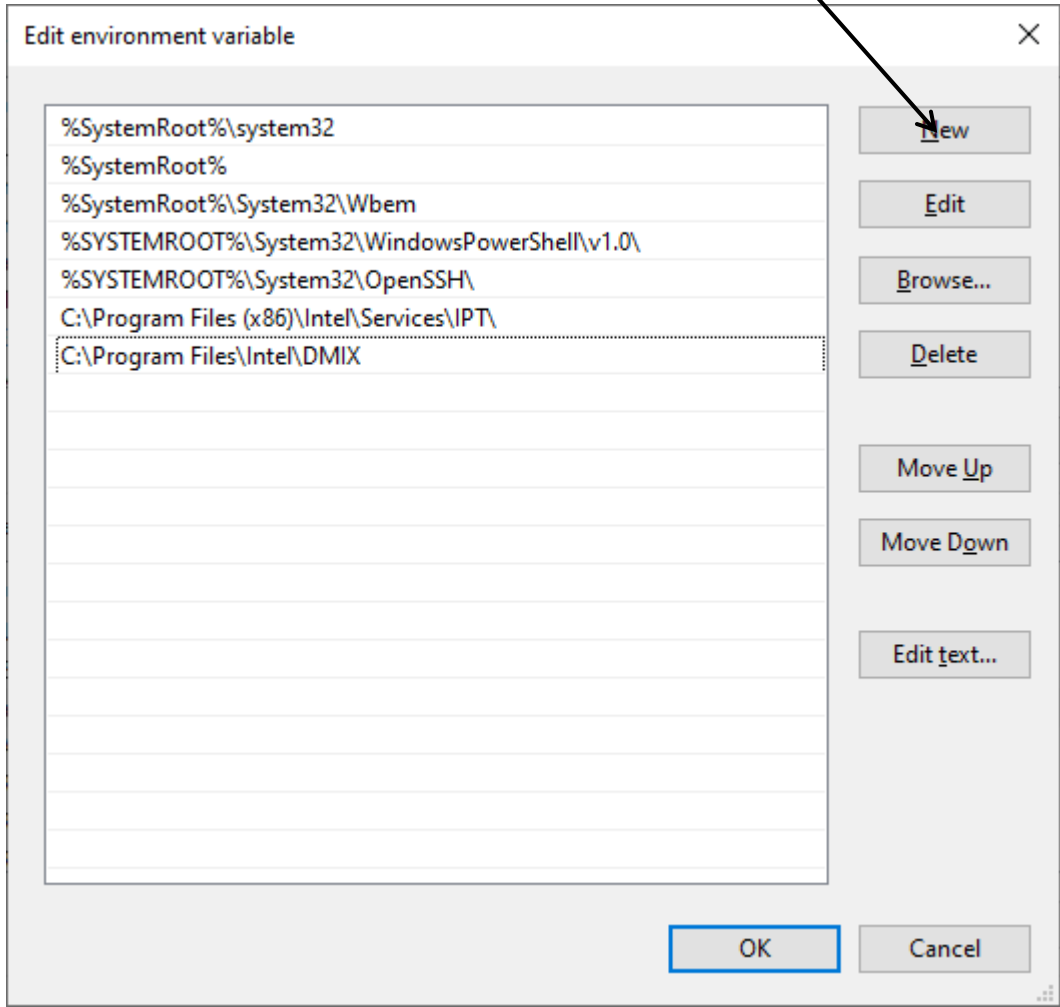 Edit environment variable
%SystemRoot%\system32
%SystemRoot%
%SystemRoot%\System32\Wbem
%SYSTEMROOT%\System32\WindowsPowerShell\v1.0\
%SYSTEMROOT%\System32\OpenSSH\
C:\Program Files (x86)\Intel\Services\IPT\
C:\Program Files\Intel\DMIX
New
Edit
Browse...
Delete
Move Up
Move Down
Edit text...
OK
Cancel